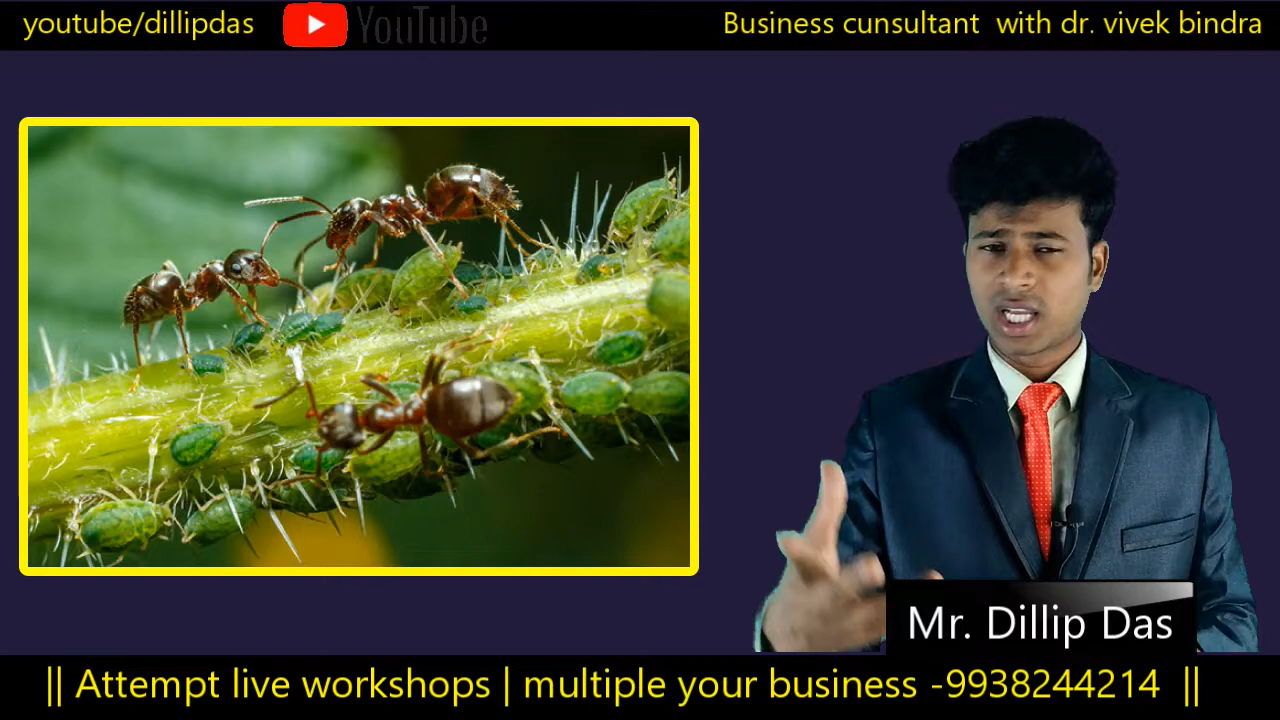 youtube/dillipdas
YouTube
Business cunsultant with dr. vivek bindra
Mr. Dillip Das
|| Attempt live workshops | multiple your business -9938244214 ||